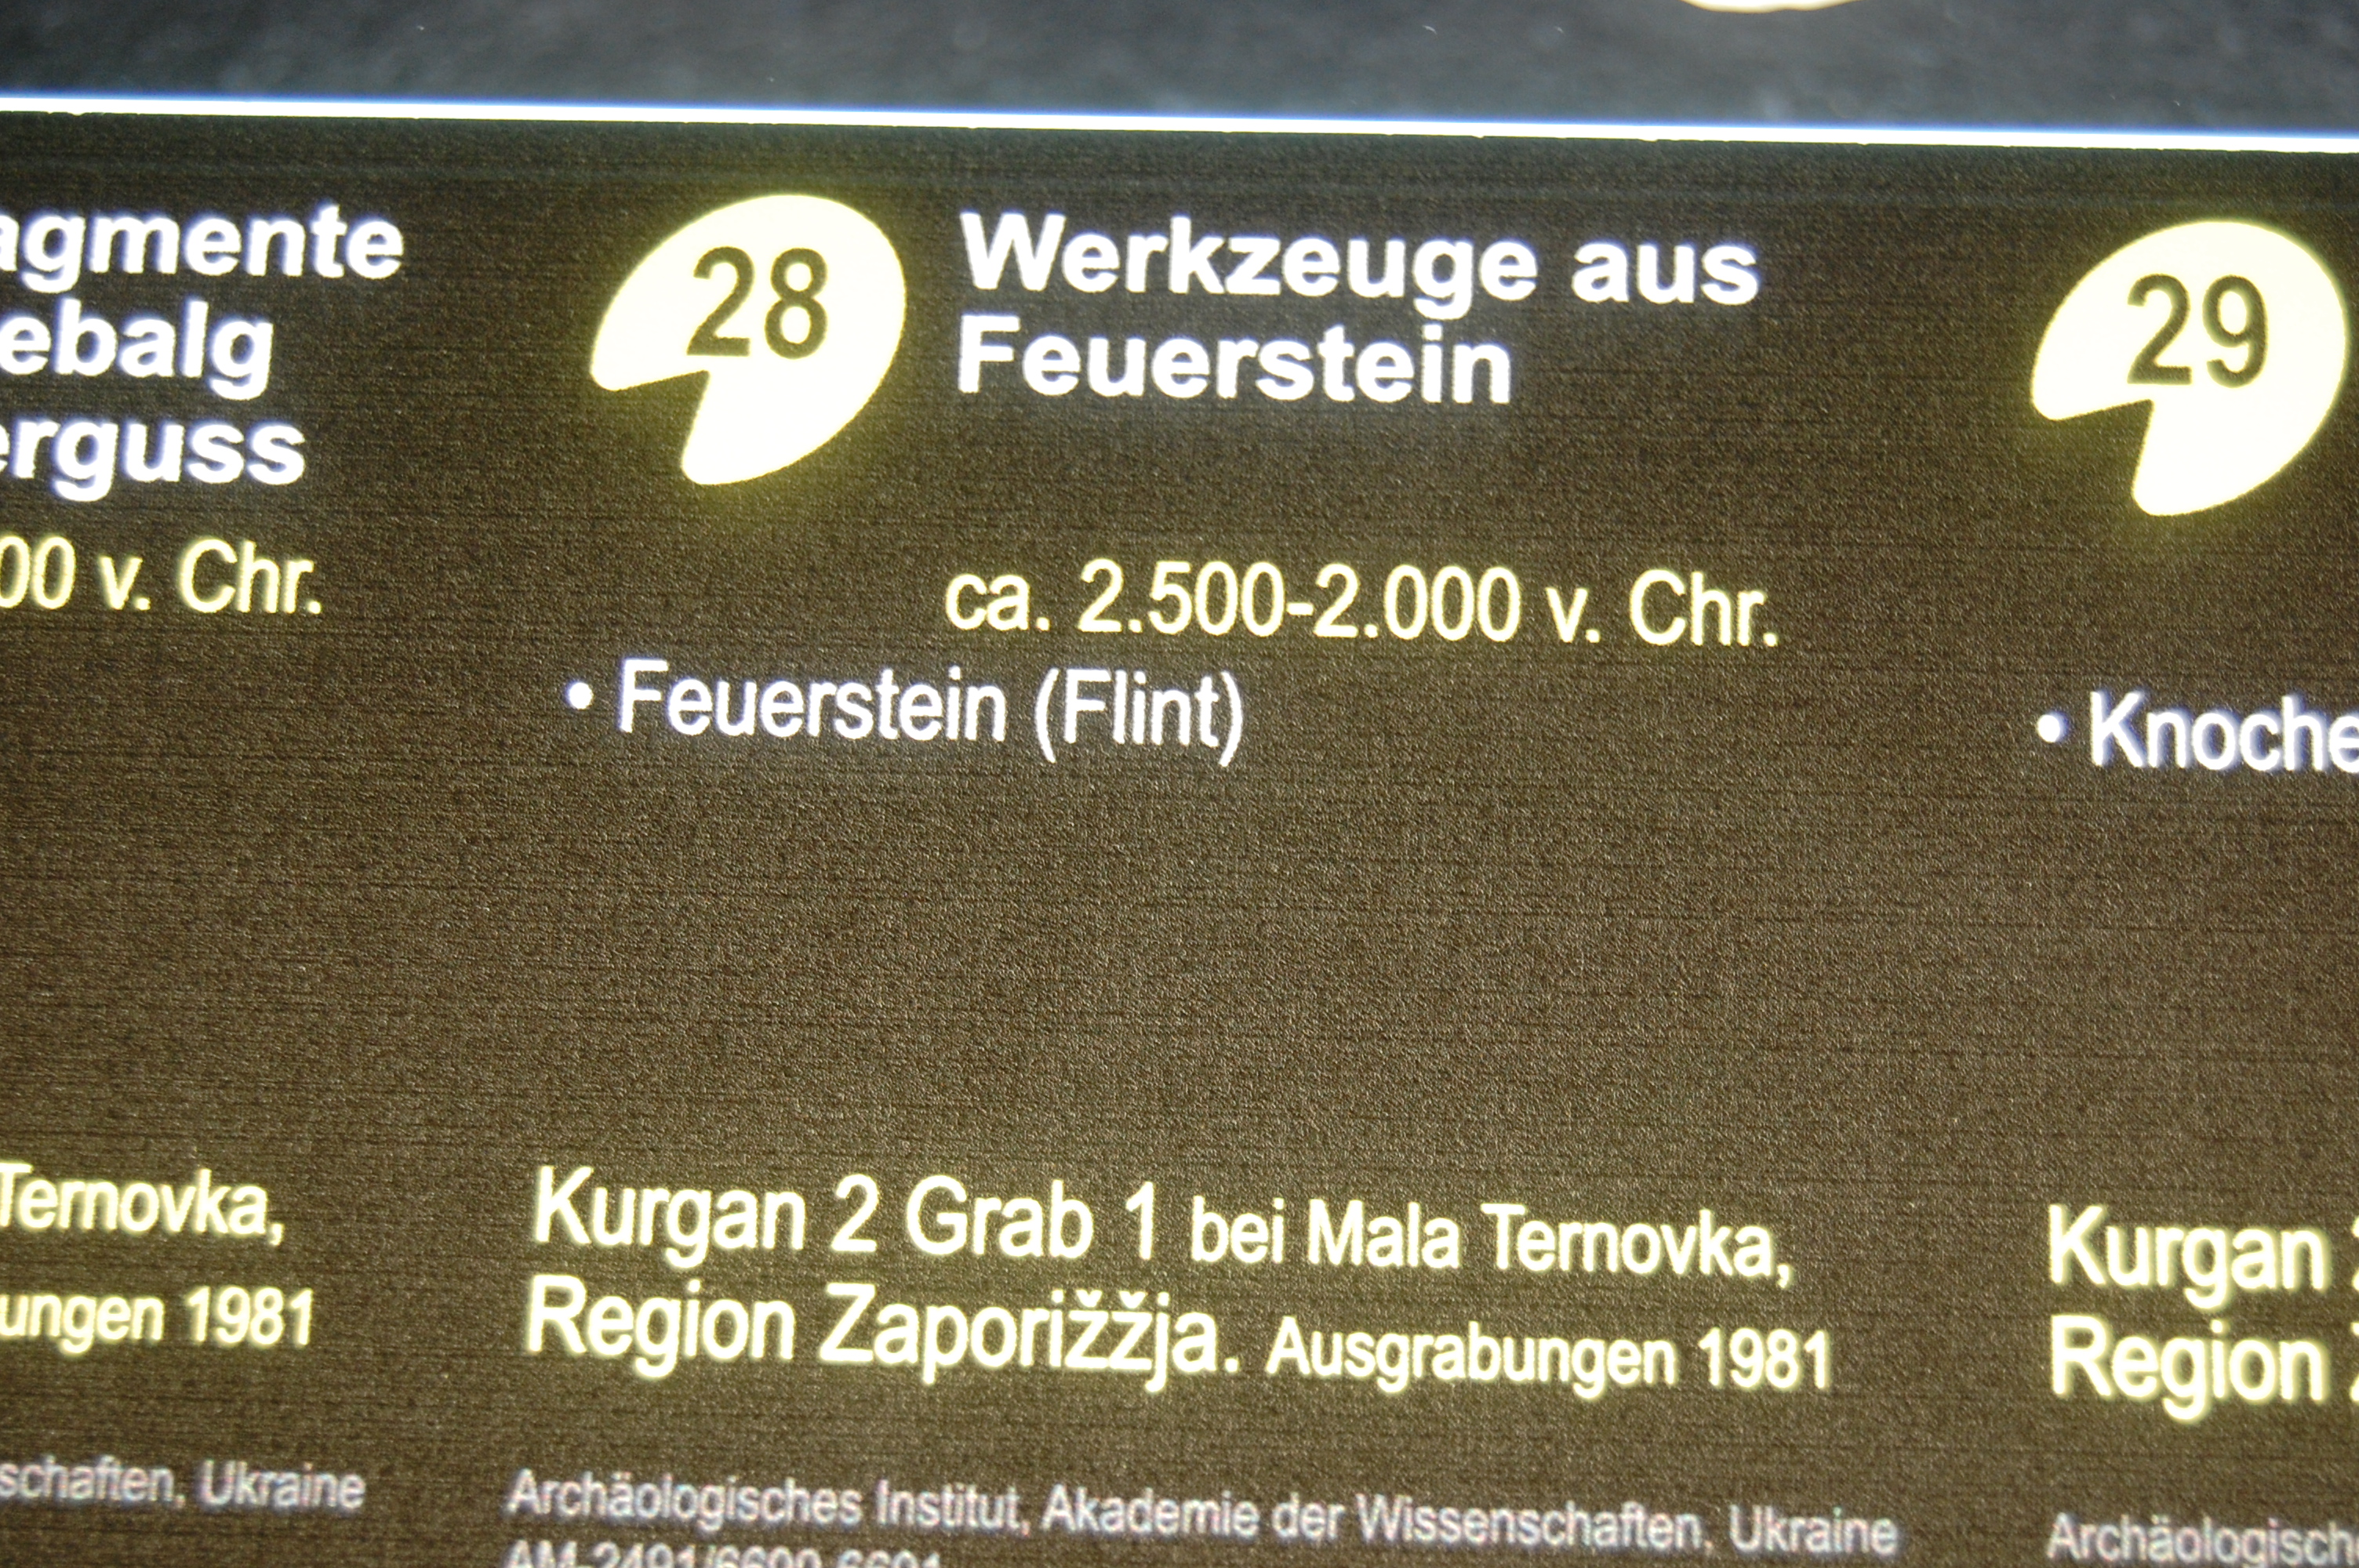 agmente
ebalg
erguss
00 v. Chr.
Ternovka,
ungen 1981
schaften, Ukraine
28
Werkzeuge aus
Feuerstein
ca. 2.500-2.000 v. Chr.
• Feuerstein (Flint)
Kurgan 2 Grab 1 bei Mala Ternovka,
Region Zaporižžja. Ausgrabungen 1981
Archäologisches Institut, Akademie der Wissenschaften, Ukraine
29
• Knoche
Kurgan
Region
Archäologisch